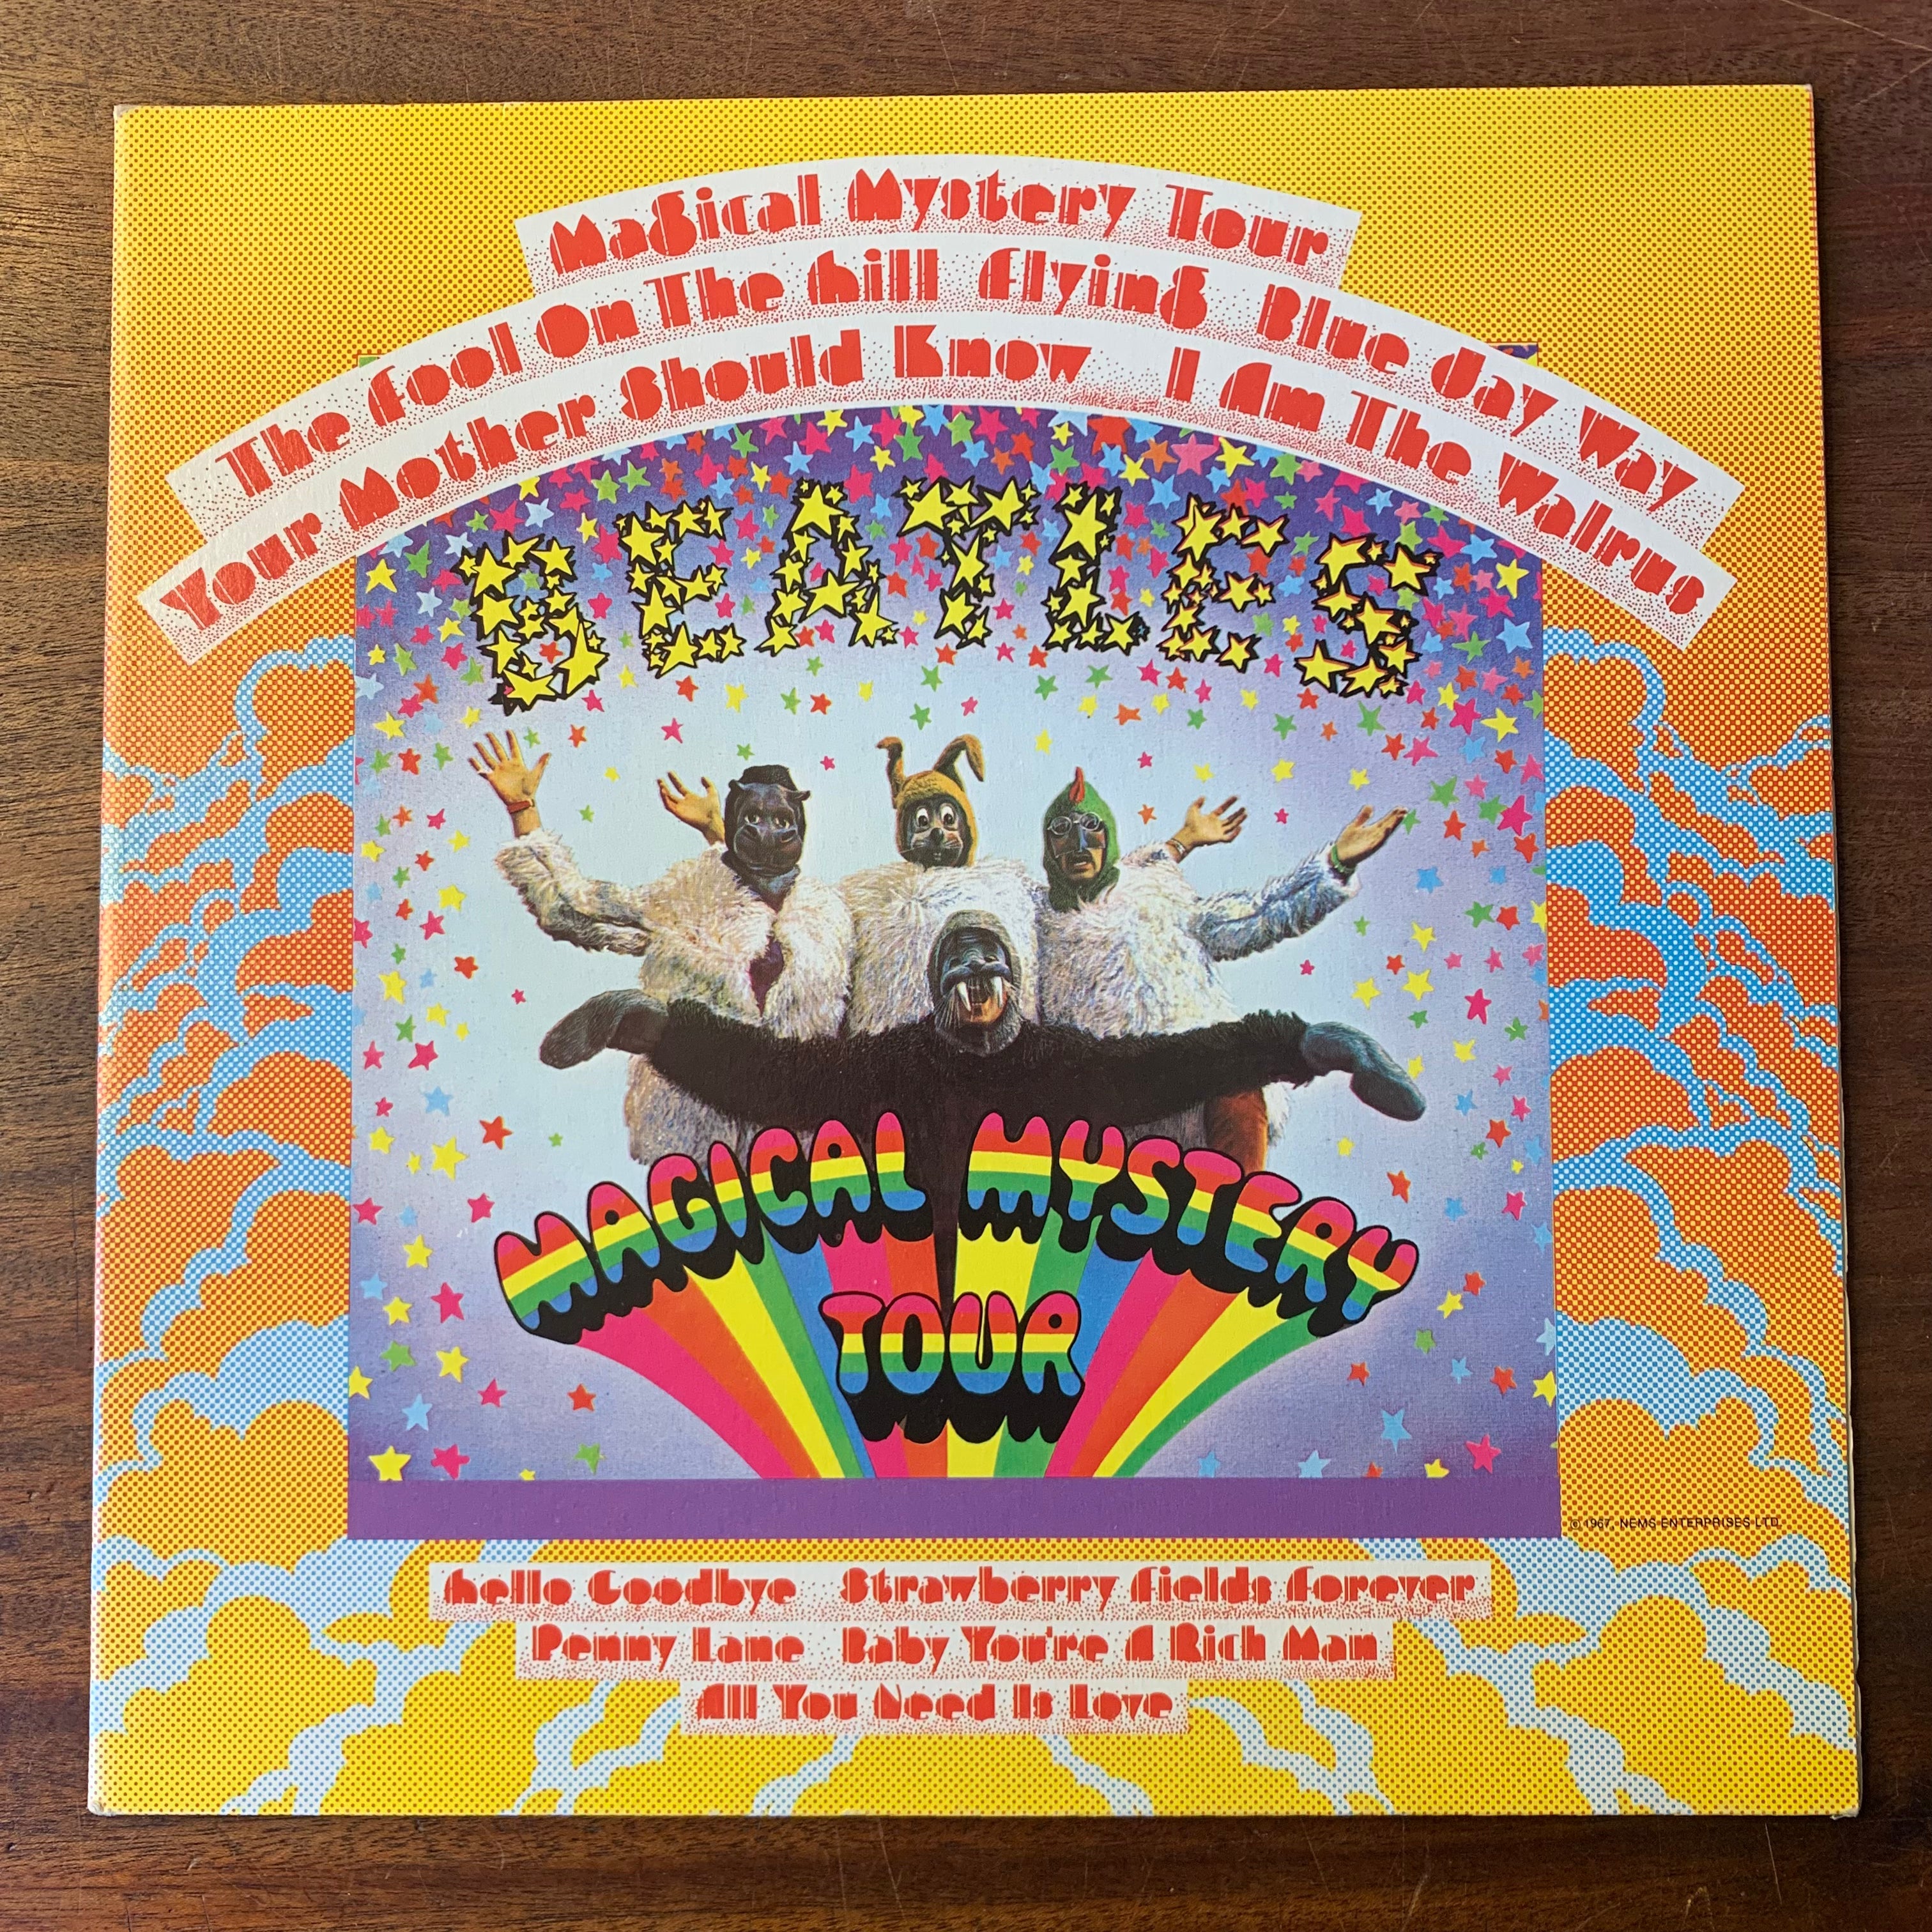 Magical Mystery Tour
The Fool On The Hill Flying Blue Jay Way
Your Mother Should Know I Am The Walrus
BEATLES
MAGICAL MYSTERY
TOUR
© 1967, NEMS ENTERPRISES LTD.
Hello Goodbye Strawberry Fields Forever
Penny Lane Baby You're A Rich Man
All You Need Is Love